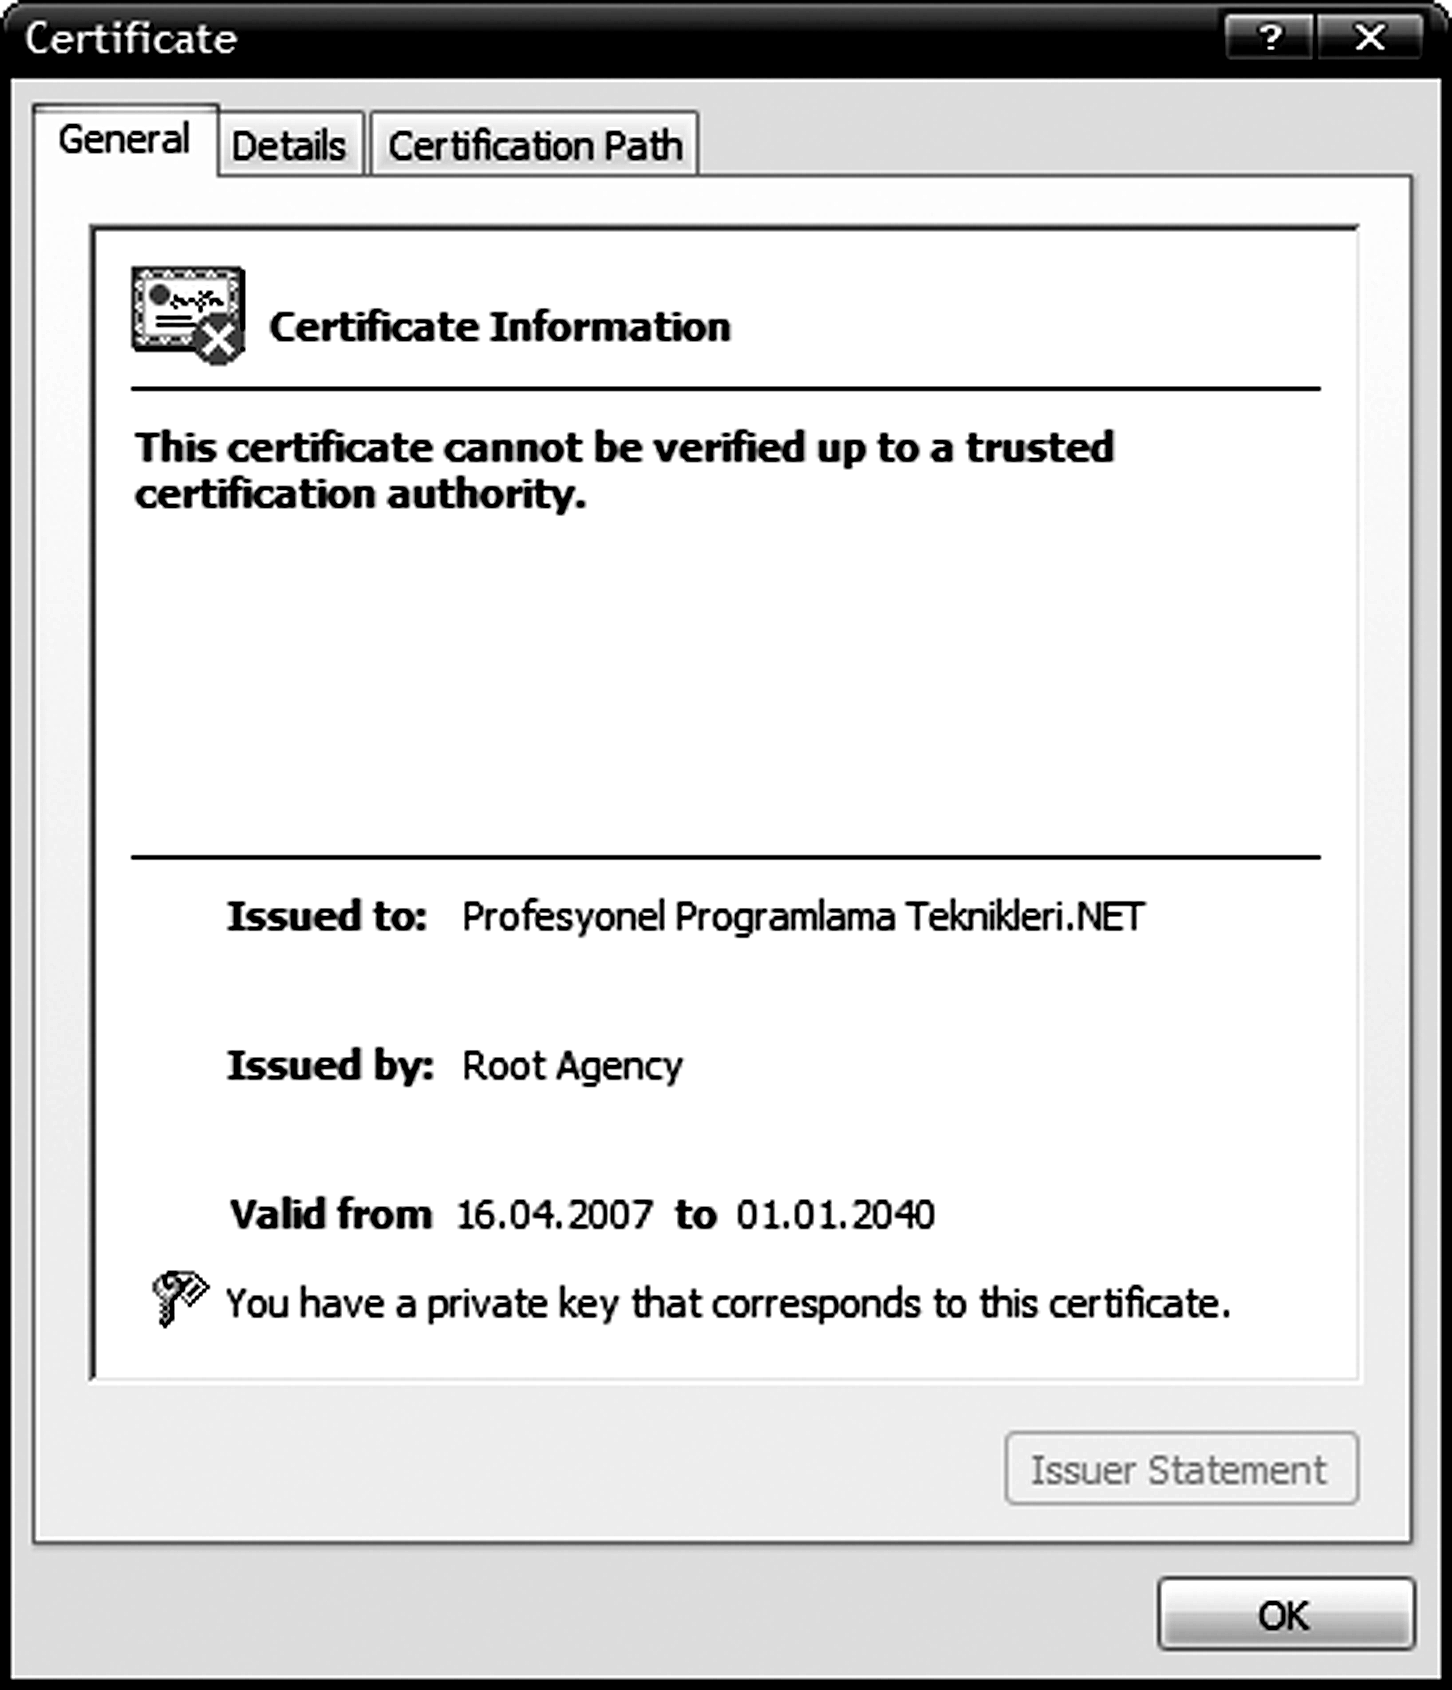 Certificate
?
X
General Details Certification Path
Certificate Information
This certificate cannot be verified up to a trusted
certification authority.
Issued to: Profesyonel Programlama Teknikleri.NET
Issued by: Root Agency
Valid from 16.04.2007 to 01.01.2040
You have a private key that corresponds to this certificate.
Issuer Statement
OK